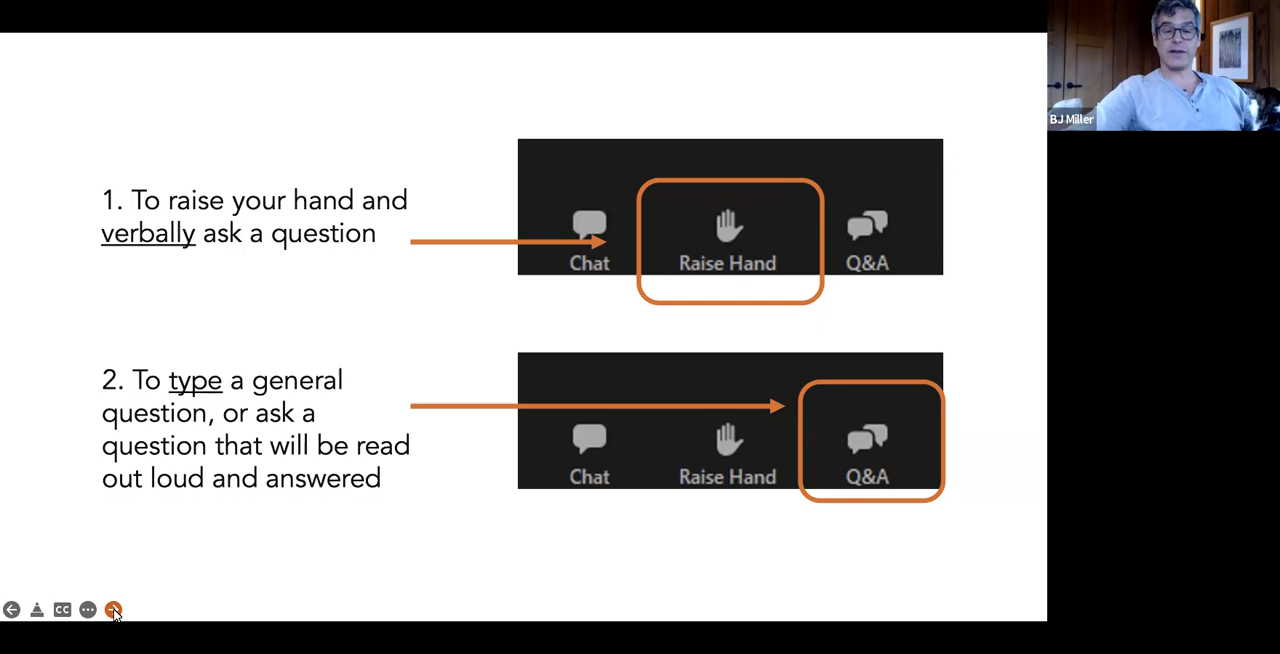 1. To raise your hand and
verbally ask a question
Chat
Raise Hand
Q&A
2. To type a general
question, or ask a
question that will be read
out loud and answered
Chat
Raise Hand
Q&A
BJ Miller
CC